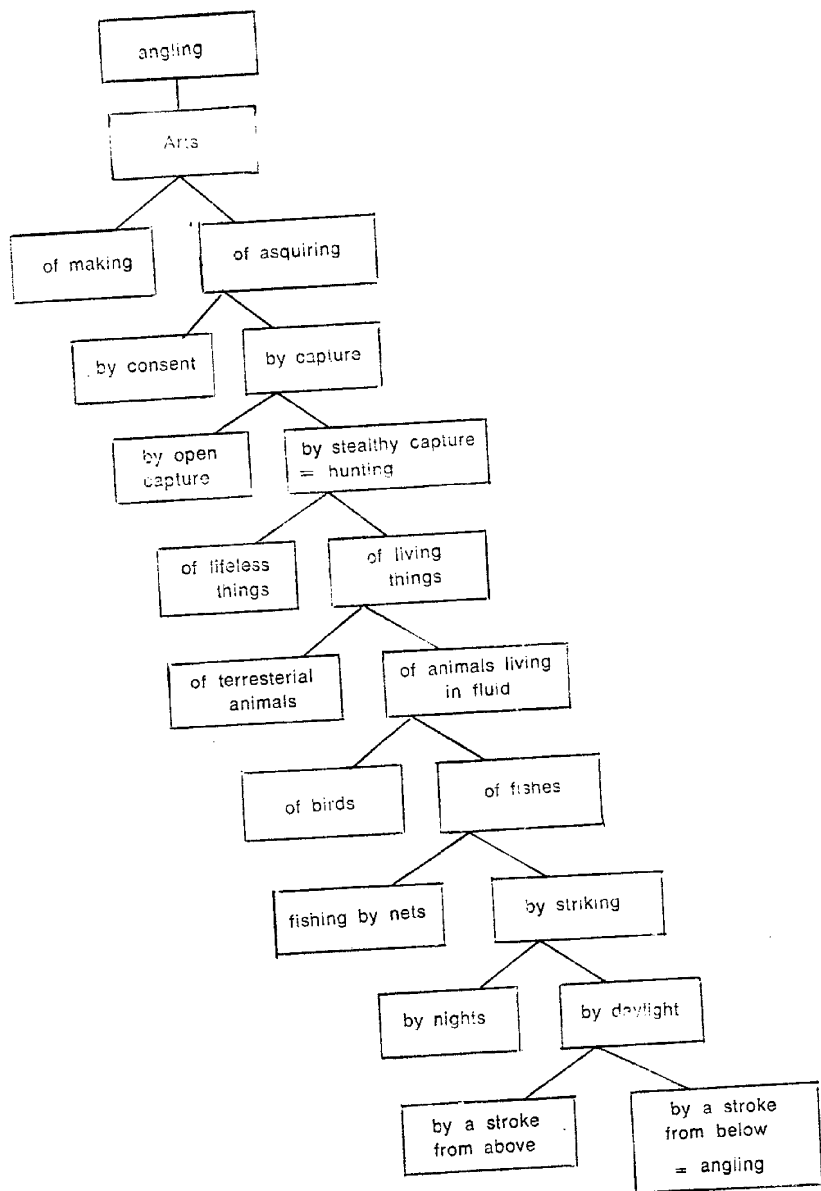 angling
Arts
of making
of asquiring
by consent
by capture
by open
capture
by stealthy capture
= hunting
of lifeless
things
of living
things
of terresterial
animals
of animals living
in fluid
of birds
of fishes
fishing by nets
by striking
by nights
by daylight
by a stroke
from above
by a stroke
from below
= angling